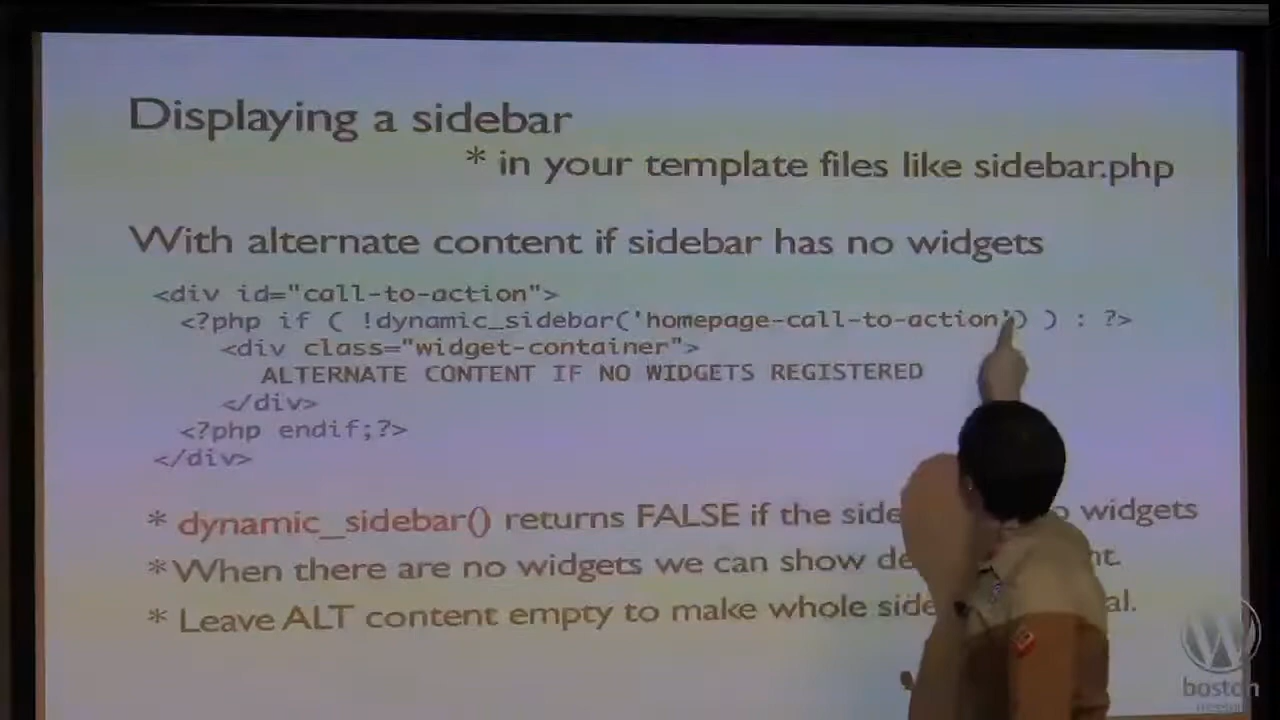 Displaying a sidebar
* in your template files like sidebar.php
With alternate content if sidebar has no widgets
<div id="call-to-action">
<?php if ( !dynamic_sidebar('homepage-call-to-action') ) : ?>
<div class="widget-container">
ALTERNATE CONTENT IF NO WIDGETS REGISTERED
</div>
<?php endif;?>
</div>
* dynamic_sidebar() returns FALSE if the side widgets
* When there are no widgets we can show de nt.
* Leave ALT content empty to make whole side al.
W
boston